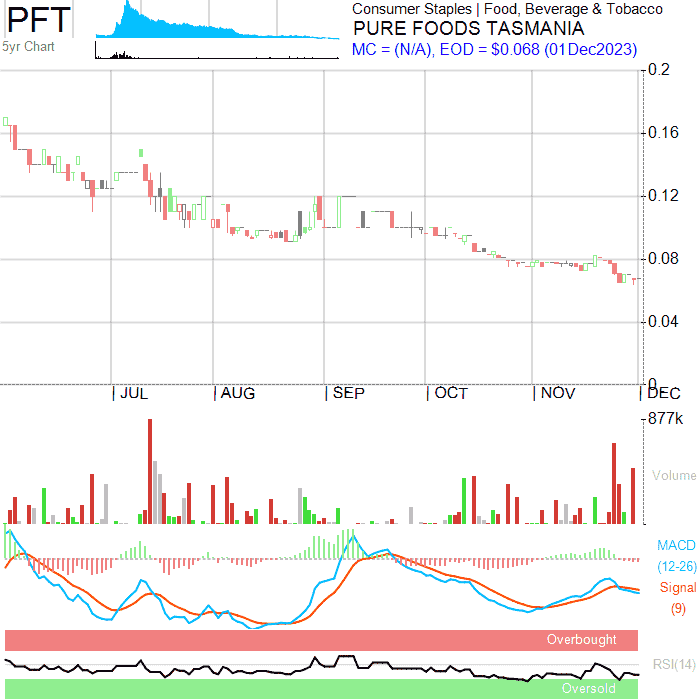 PFT
5yr Chart
Consumer Staples | Food, Beverage & Tobacco
PURE FOODS TASMANIA
MC = (N/A), EOD = $0.068 (01Dec2023)
0.2
0.16
0.12
0.08
0.04
0
JUL AUG SEP OCT NOV DEC
877k
Volume
MACD
(12-26)
Signal
(9)
Overbought
RSI(14)
Oversold